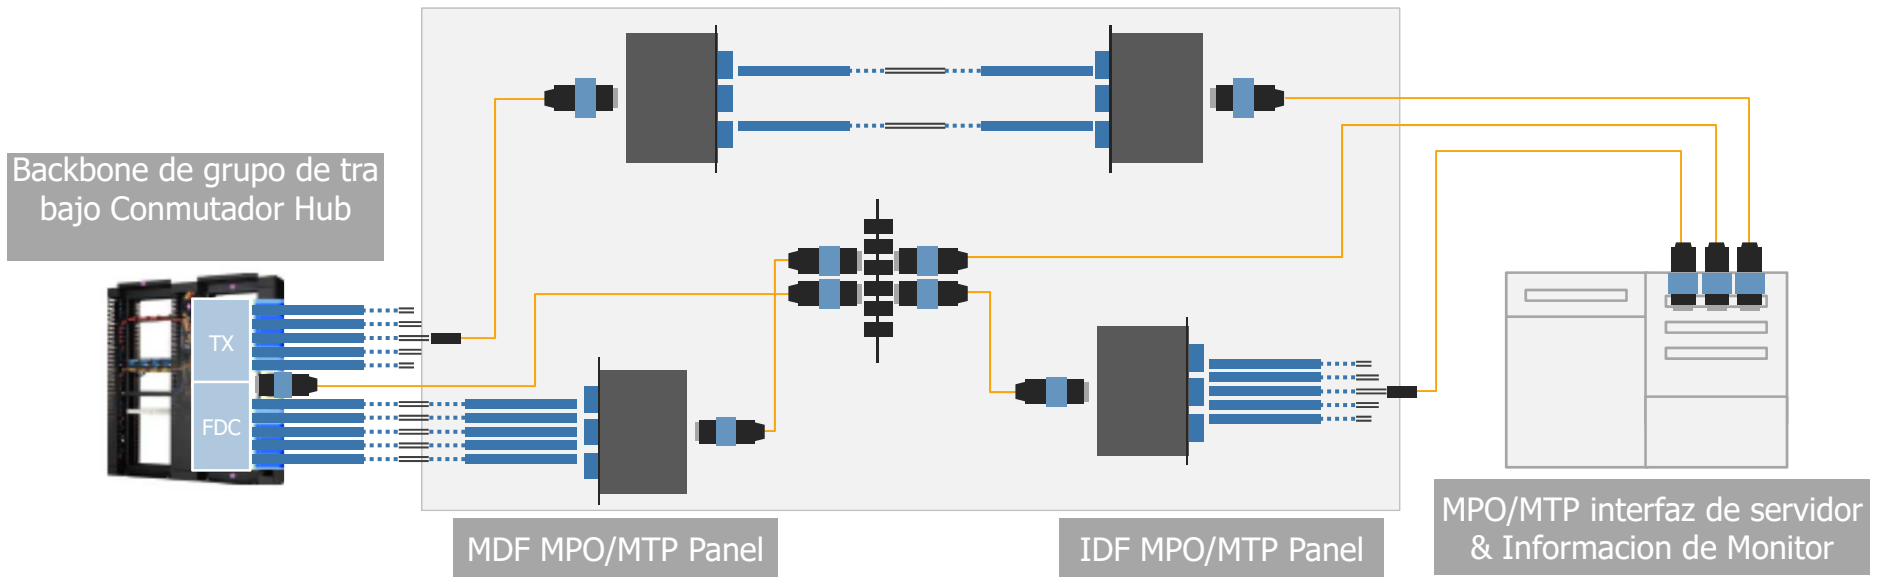 Backbone de grupo de tra
bajo Conmutador Hub
TX
FDC
MDF MPO/MTP Panel
IDF MPO/MTP Panel
MPO/MTP interfaz de servidor
& Informacion de Monitor